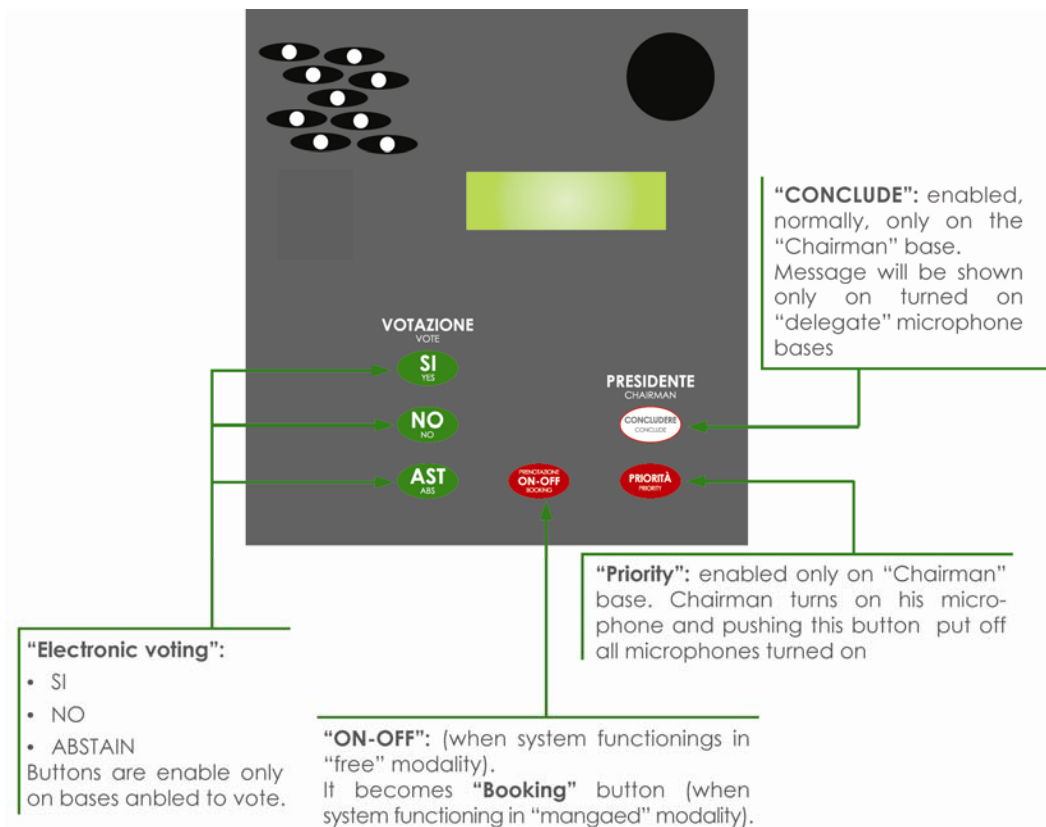 “CONCLUDE”: enabled,
normally, only on the
“Chairman” base.
Message will be shown
only on turned on
“delegate” microphone
bases
VOTAZIONE
VOTE
SI
YES
NO
NO
AST
ABS
PRENOTAZIONE
ON-OFF
BOOKING
PRESIDENTE
CHAIRMAN
CONCLUDERE
CONCLUDE
PRIORITÀ
PRIORITY
“Priority”: enabled only on “Chairman”
base. Chairman turns on his micro-
phone and pushing this button put off
all microphones turned on
“Electronic voting”:
• SI
• NO
• ABSTAIN
Buttons are enable only
on bases anbled to vote.
“ON-OFF”: (when system functionings in
“free” modality).
It becomes “Booking” button (when
system functioning in “mangaed” modality).